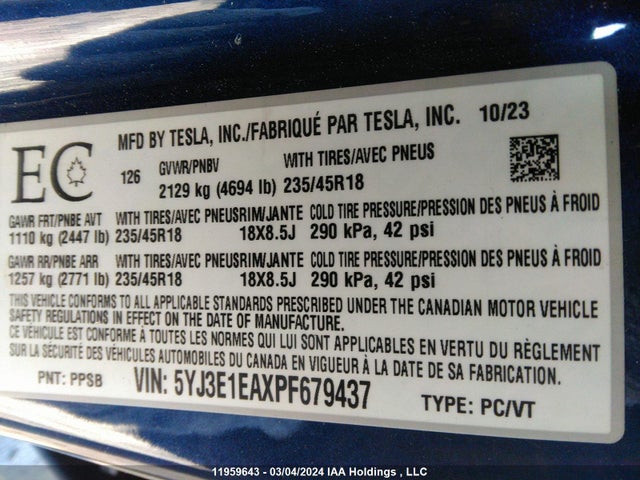 MFD BY TESLA, INC./FABRIQUÉ PAR TESLA, INC. 10/23
EC
126
GVWR/PNBV WITH TIRES/AVEC PNEUS
2129 kg (4694 lb) 235/45R18
GAWR FRT/PNBE AVT WITH TIRES/AVEC PNEUS RIM/JANTE COLD TIRE PRESSURE/PRESSION DES PNEUS À FROID
1110 kg (2447 lb) 235/45R18 18X8.5J 290 kPa, 42 psi
GAWR RR/PNBE ARR WITH TIRES/AVEC PNEUS RIM/JANTE COLD TIRE PRESSURE/PRESSION DES PNEUS À FROID
1257 kg (2771 lb) 235/45R18 18X8.5J 290 kPa, 42 psi
THIS VEHICLE CONFORMS TO ALL APPLICABLE STANDARDS PRESCRIBED UNDER THE CANADIAN MOTOR VEHICLE
SAFETY REGULATIONS IN EFFECT ON THE DATE OF MANUFACTURE.
CE VÉHICULE EST CONFORME À TOUTES LES NORMES QUI LUI SONT APPLICABLES EN VERTU DU RÈGLEMENT
SUR LA SÉCURITÉ DES VÉHICULES AUTOMOBILES DU CANADA EN VIGUEUR À LA DATE DE SA FABRICATION.
PNT: PPSB VIN: 5YJ3E1EAXPF679437 TYPE: PC/VT
11959643 - 03/04/2024 IAA Holdings , LLC